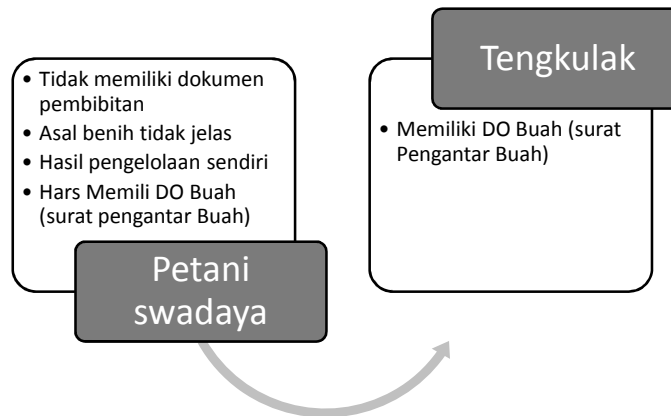 • Tidak memiliki dokumen
pembibitan
• Asal benih tidak jelas
• Hasil pengelolaan sendiri
• Hars Memili DO Buah
(surat pengantar Buah)
Petani
swadaya
Tengkulak
• Memiliki DO Buah (surat
Pengantar Buah)